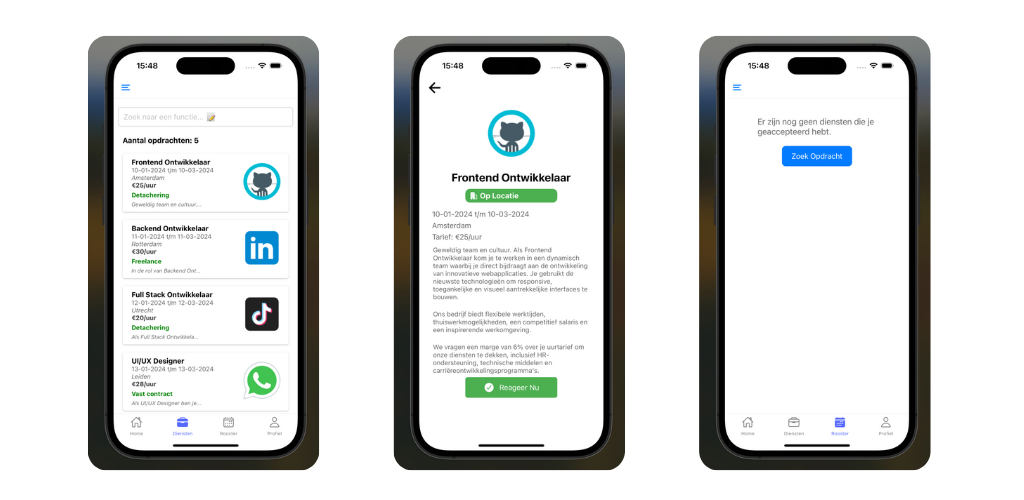 15:48
Zoek naar een functie... 📝
Aantal opdrachten: 5
Frontend Ontwikkelaar
10-01-2024 t/m 10-03-2024
Amsterdam
€25/uur
Detachering
Geweldig team en cultuur....
Backend Ontwikkelaar
11-01-2024 t/m 11-03-2024
Rotterdam
€30/uur
Freelance
In de rol van Backend Ont...
in
Full Stack Ontwikkelaar
12-01-2024 t/m 12-03-2024
Utrecht
€20/uur
Detachering
Als Full Stack Ontwikkela...
UI/UX Designer
13-01-2024 t/m 13-03-2024
Leiden
€28/uur
Vast contract
Als UI/UX Designer ben je...
Home Diensten Rooster Profiel
15:48
Frontend Ontwikkelaar
Op Locatie
10-01-2024 t/m 10-03-2024
Amsterdam
Tarief: €25/uur
Geweldig team en cultuur. Als Frontend
Ontwikkelaar kom je te werken in een dynamisch
team waarbij je direct bijdraagt aan de ontwikkeling
van innovatieve webapplicaties. Je gebruikt de
nieuwste technologieën om responsive,
toegankelijke en visueel aantrekkelijke interfaces te
bouwen.
Ons bedrijf biedt flexibele werktijden,
thuiswerkmogelijkheden, een competitief salaris en
een inspirerende werkomgeving.
We vragen een marge van 6% over je uurtarief om
onze diensten te dekken, inclusief HR-
ondersteuning, technische middelen en
carrièreontwikkelingsprogramma's.
Reageer Nu
15:48
Er zijn nog geen diensten die je
geaccepteerd hebt.
Zoek Opdracht
Home Diensten Rooster Profiel